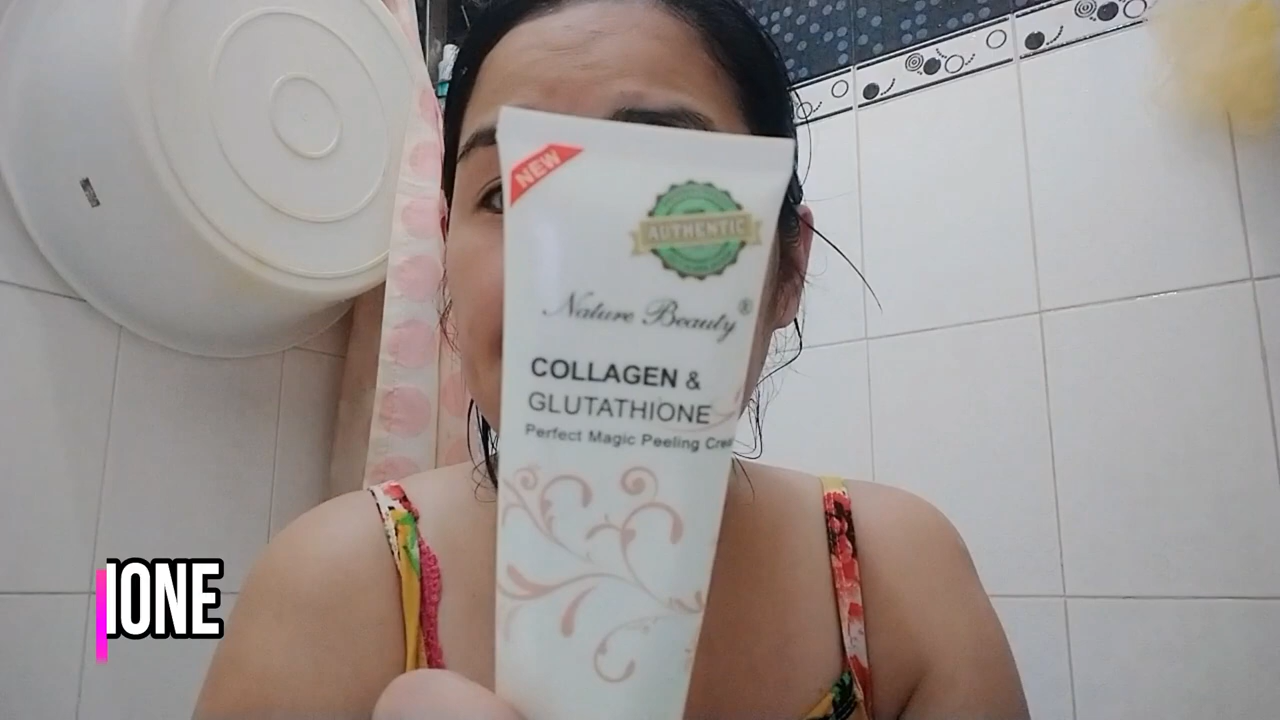 NEW
AUTHENTIC
Nature Beauty®
COLLAGEN &
GLUTATHIONE
Perfect Magic Peeling Crea
IONE